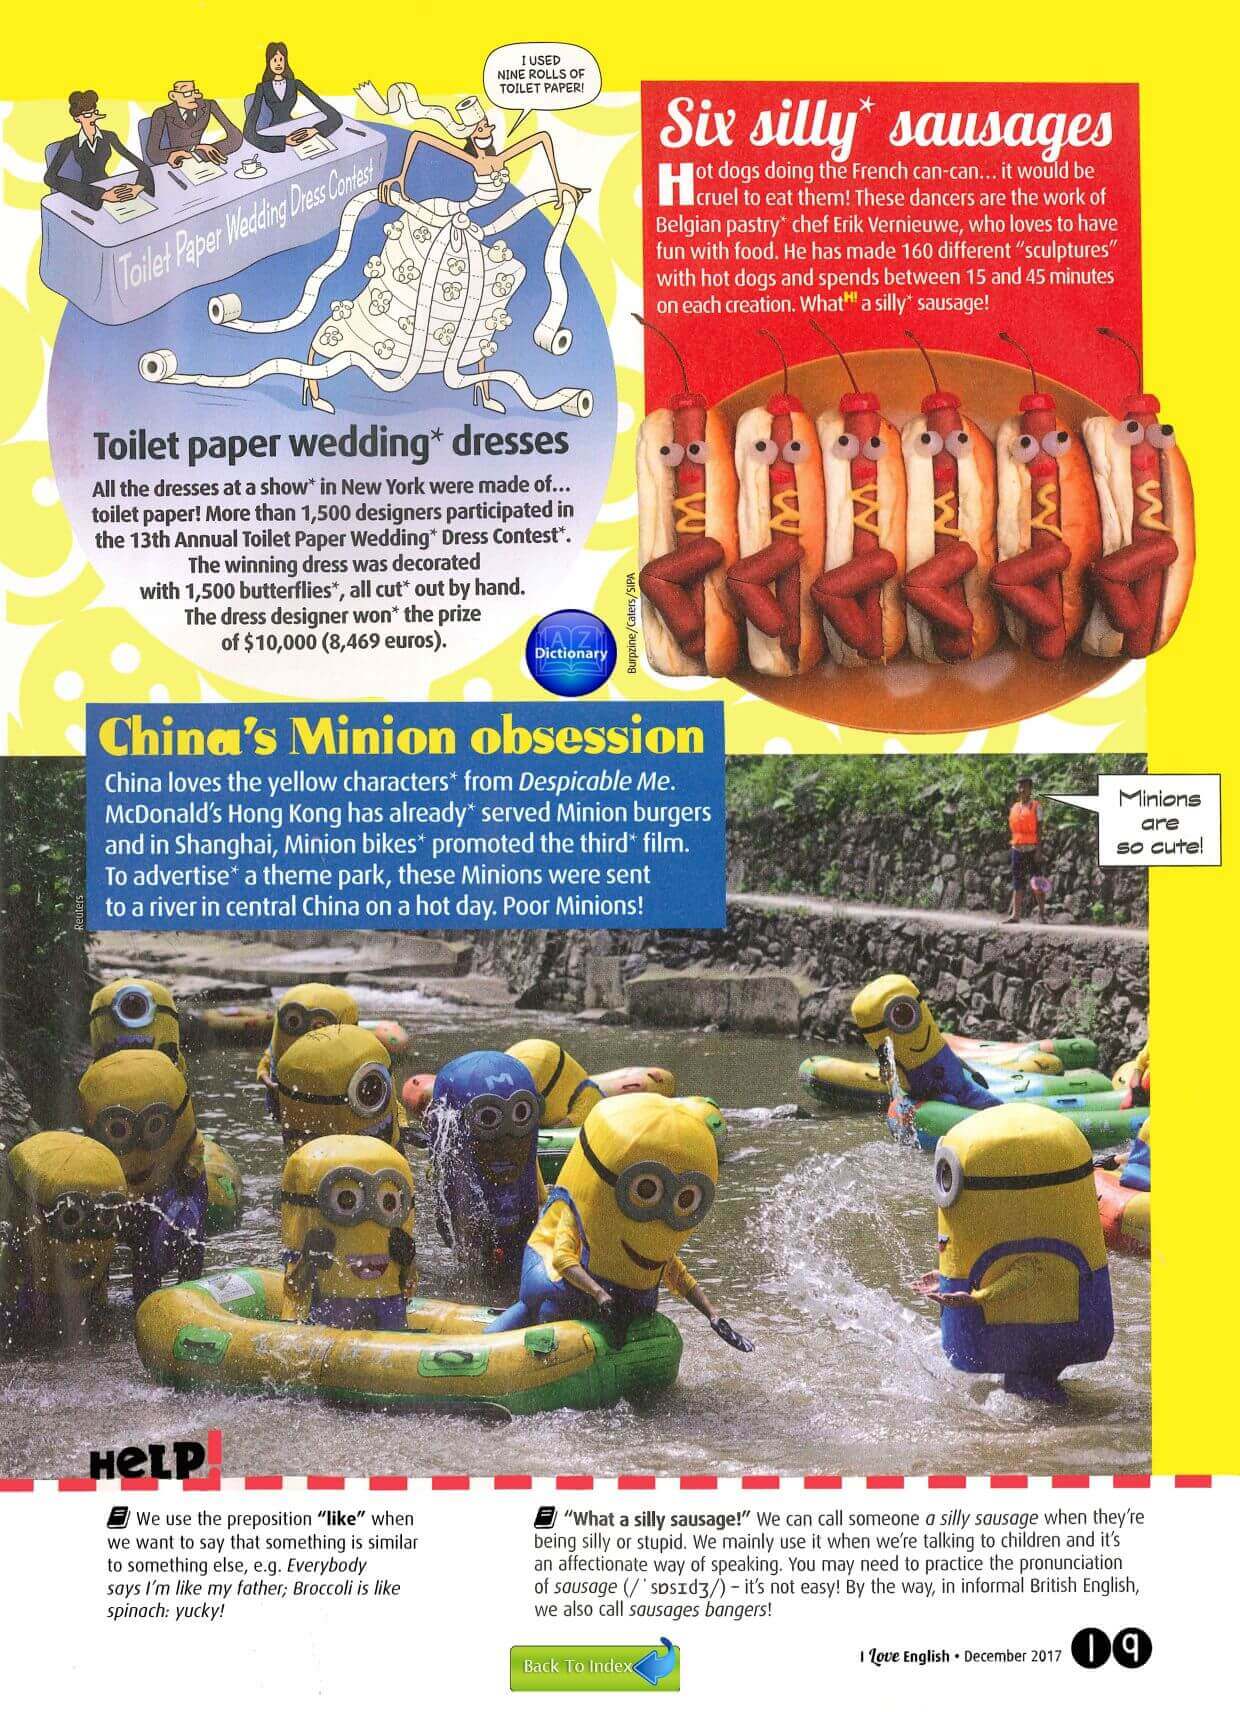 I USED
NINE ROLLS OF
TOILET PAPER!
Toilet Paper Wedding Dress Contest
Toilet paper wedding* dresses
All the dresses at a show* in New York were made of...
toilet paper! More than 1,500 designers participated in
the 13th Annual Toilet Paper Wedding* Dress Contest*.
The winning dress was decorated
with 1,500 butterflies*, all cut* out by hand.
The dress designer won* the prize
of $10,000 (8,469 euros).
A Z
Dictionary
Six silly* sausages
Hot dogs doing the French can-can... it would be
cruel to eat them! These dancers are the work of
Belgian pastry* chef Erik Vernieuwe, who loves to have
fun with food. He has made 160 different “sculptures”
with hot dogs and spends between 15 and 45 minutes
on each creation. What H! a silly* sausage!
Burpzine/Caters/SIPA
China's Minion obsession
China loves the yellow characters* from Despicable Me.
McDonald's Hong Kong has already* served Minion burgers
and in Shanghai, Minion bikes* promoted the third* film.
To advertise* a theme park, these Minions were sent
to a river in central China on a hot day. Poor Minions!
Reuters
Minions
are
so cute!
M
HELP!
We use the preposition “like” when
we want to say that something is similar
to something else, e.g. Everybody
says I'm like my father; Broccoli is like
spinach: yucky!
“What a silly sausage!” We can call someone a silly sausage when they're
being silly or stupid. We mainly use it when we're talking to children and it's
an affectionate way of speaking. You may need to practice the pronunciation
of sausage (/ˈsɒsɪdʒ/) – it's not easy! By the way, in informal British English,
we also call sausages bangers!
Back To Index
I Love English • December 2017 19